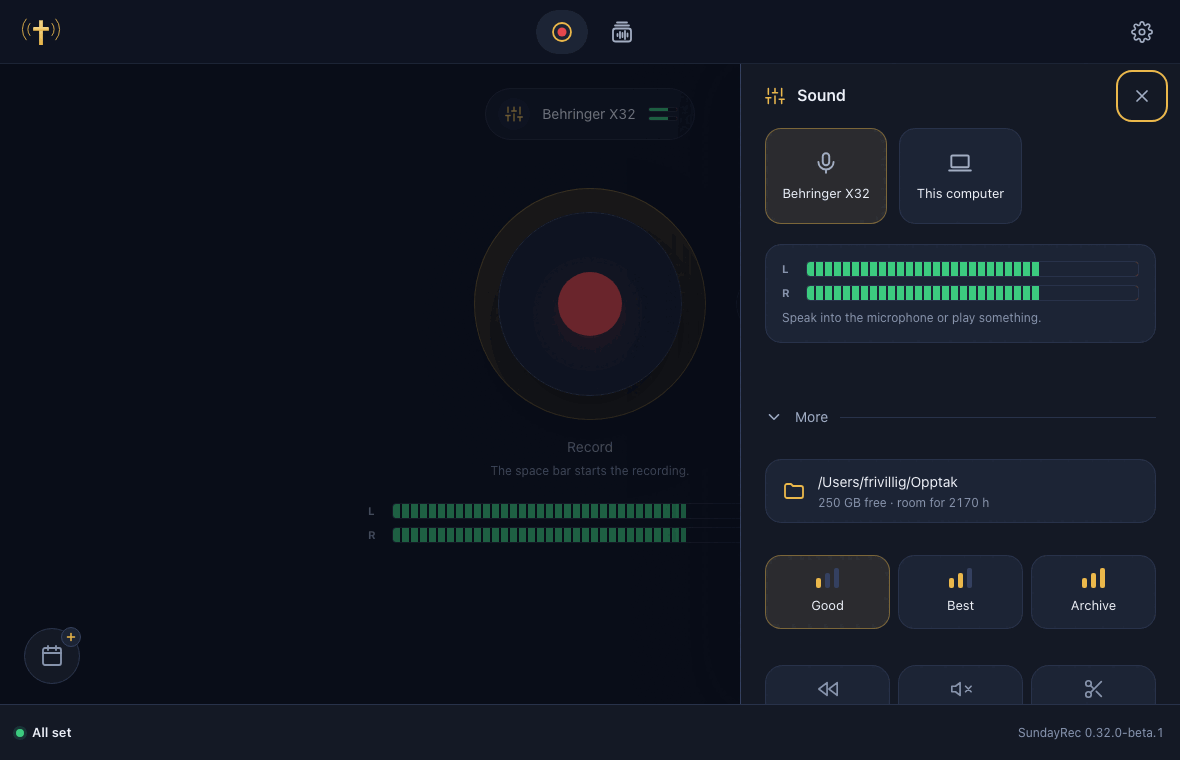 Behringer X32
Record
The space bar starts the recording.
L
R
Sound
Behringer X32
This computer
L
R
Speak into the microphone or play something.
More
/Users/frivillig/Opptak
250 GB free · room for 2170 h
Good
Best
Archive
All set
SundayRec 0.32.0-beta.1